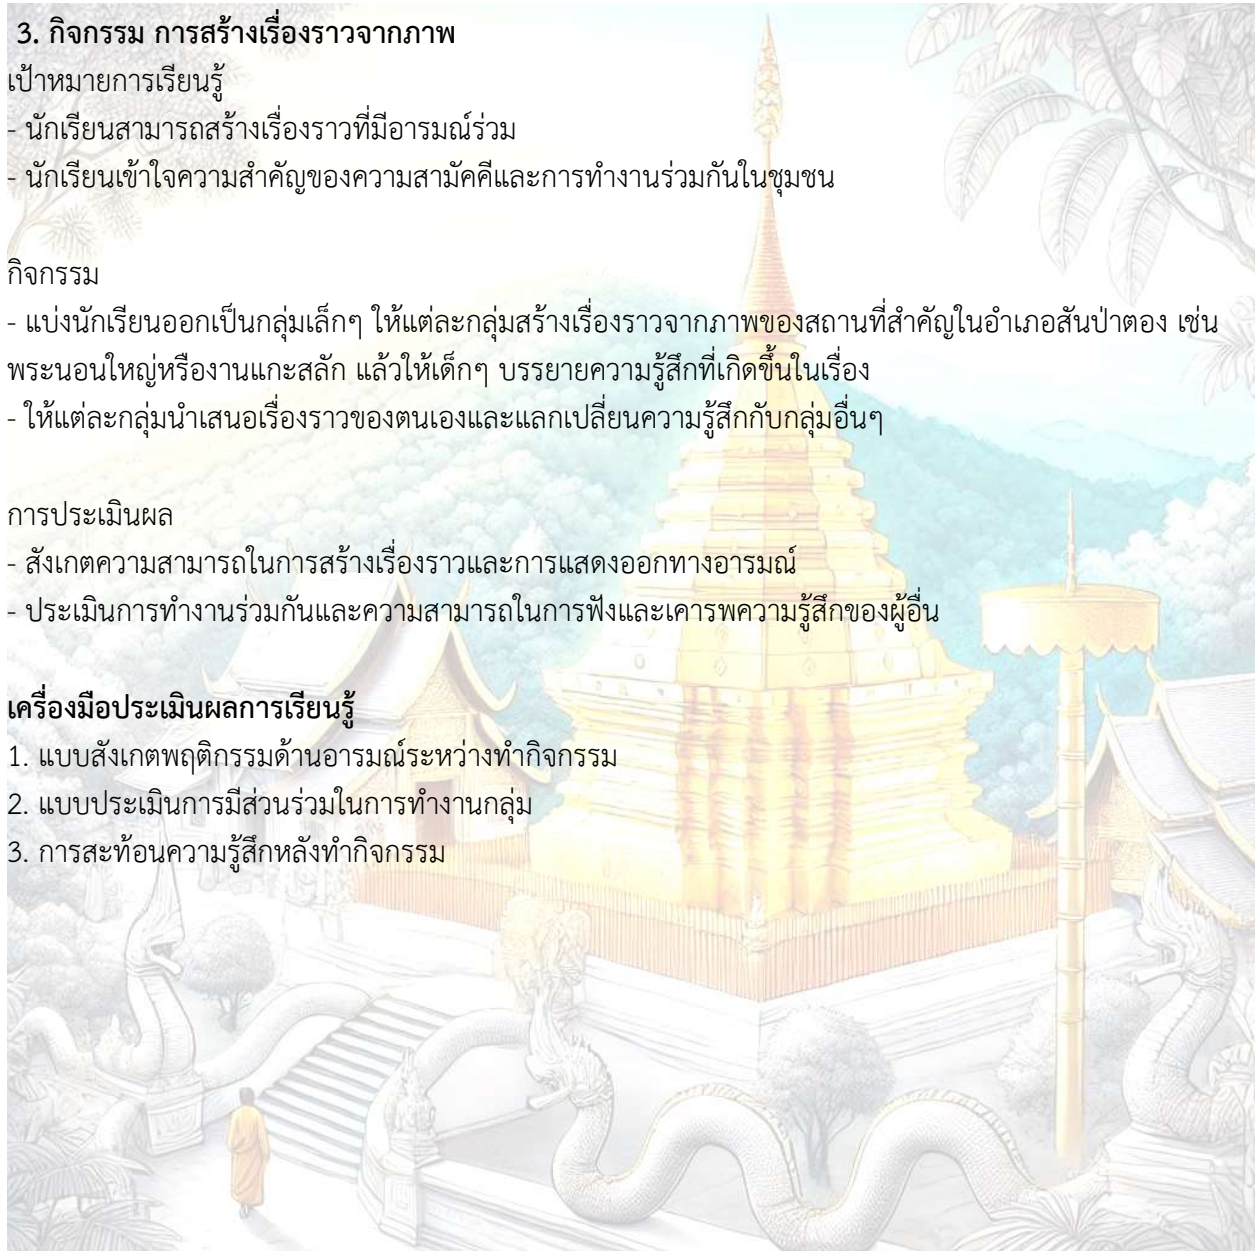 3. กิจกรรม การสร้างเรื่องราวจากภาพ
เป้าหมายการเรียนรู้
- นักเรียนสามารถสร้างเรื่องราวที่มีอารมณ์ร่วม
- นักเรียนเข้าใจความสำคัญของความสามัคคีและการทำงานร่วมกันในชุมชน
กิจกรรม
- แบ่งนักเรียนออกเป็นกลุ่มเล็กๆ ให้แต่ละกลุ่มสร้างเรื่องราวจากภาพของสถานที่สำคัญในอำเภอสันป่าตอง เช่น
พระนอนใหญ่หรืองานแกะสลัก แล้วให้เด็กๆ บรรยายความรู้สึกที่เกิดขึ้นในเรื่อง
- ให้แต่ละกลุ่มนำเสนอเรื่องราวของตนเองและแลกเปลี่ยนความรู้สึกกับกลุ่มอื่นๆ
การประเมินผล
- สังเกตความสามารถในการสร้างเรื่องราวและการแสดงออกทางอารมณ์
- ประเมินการทำงานร่วมกันและความสามารถในการฟังและเคารพความรู้สึกของผู้อื่น
เครื่องมือประเมินผลการเรียนรู้
1. แบบสังเกตพฤติกรรมด้านอารมณ์ระหว่างทำกิจกรรม
2. แบบประเมินการมีส่วนร่วมในการทำงานกลุ่ม
3. การสะท้อนความรู้สึกหลังทำกิจกรรม